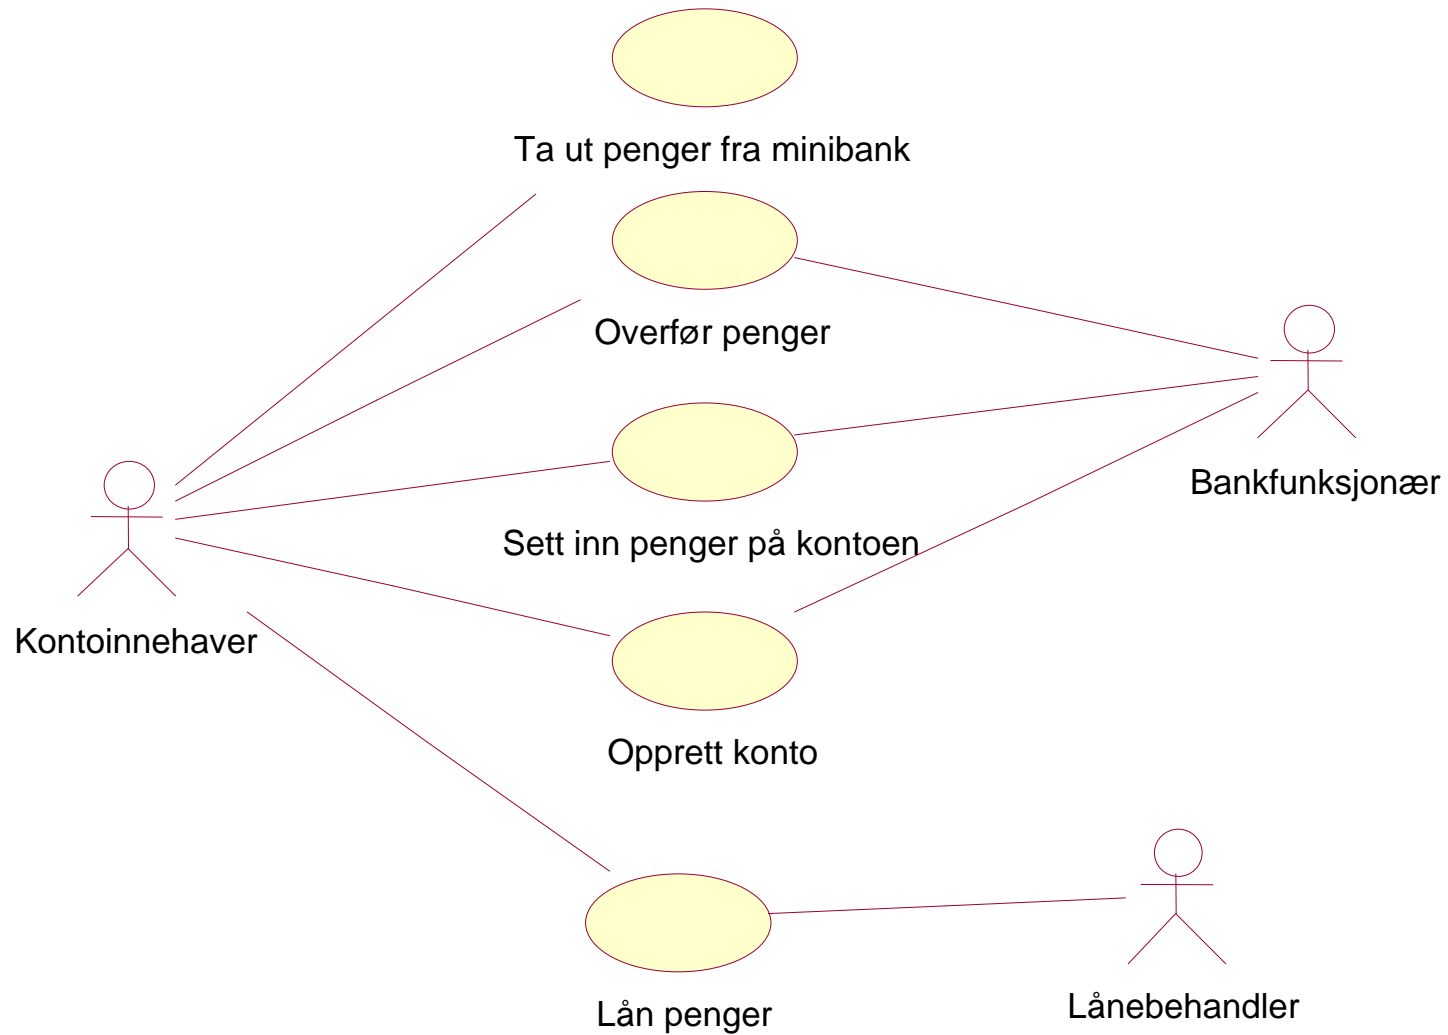 Ta ut penger fra minibank
Overfør penger
Bankfunksjonær
Sett inn penger på kontoen
Kontoinnehaver
Opprett konto
Lånebehandler
Lån penger